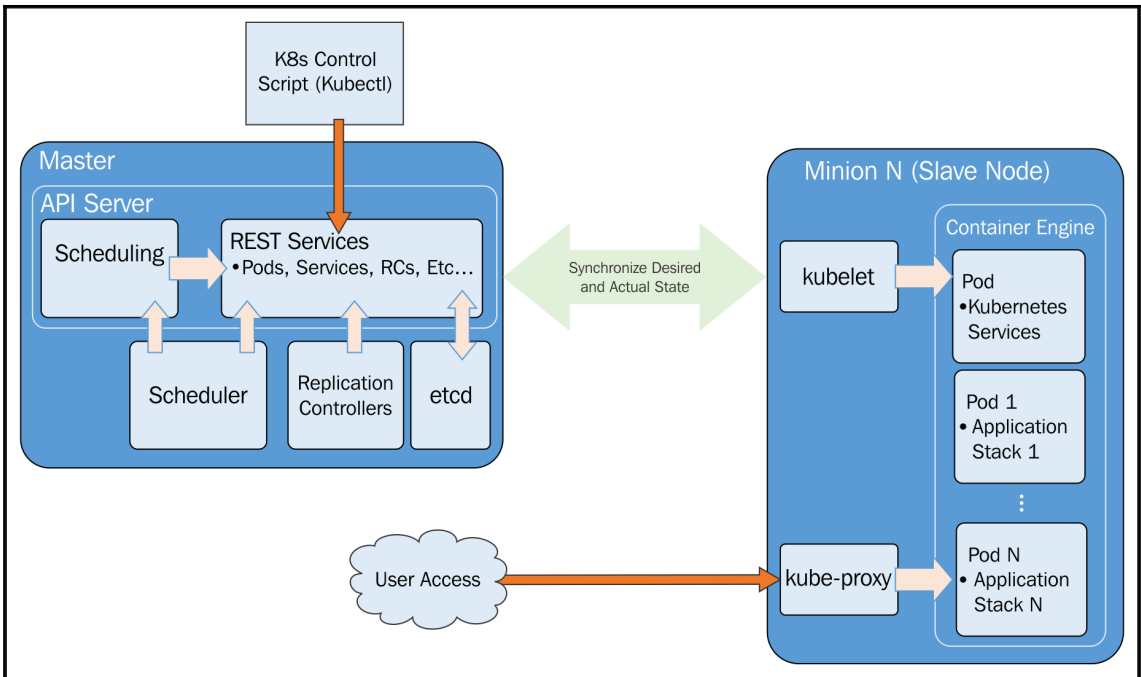 K8s Control
Script (Kubectl)
Master
API Server
Scheduling
REST Services
•Pods, Services, RCs, Etc...
Scheduler
Replication
Controllers
etcd
Synchronize Desired
and Actual State
Minion N (Slave Node)
Container Engine
kubelet
Pod
•Kubernetes
Services
Pod 1
• Application
Stack 1
⋮
kube-proxy
Pod N
• Application
Stack N
User Access